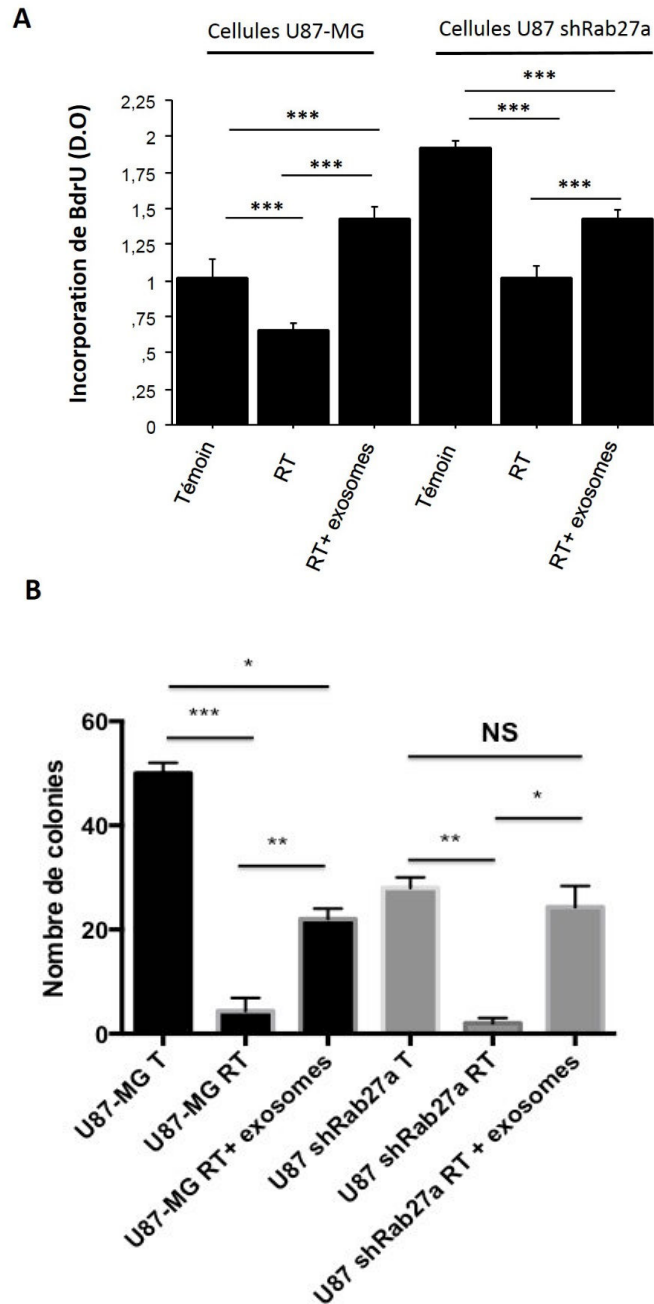 A
Cellules U87-MG
Cellules U87 shRab27a
***
***
***
***
***
***
Incorporation de BdrU (D.O)
2,25
2
1,75
1,5
1,25
1
,75
,5
,25
0
Témoin
RT
RT+ exosomes
Témoin
RT
RT+ exosomes
B
*
***
**
NS
**
*
Nombre de colonies
60
40
20
0
U87-MG T
U87-MG RT
U87-MG RT+ exosomes
U87 shRab27a T
U87 shRab27a RT
U87 shRab27a RT + exosomes